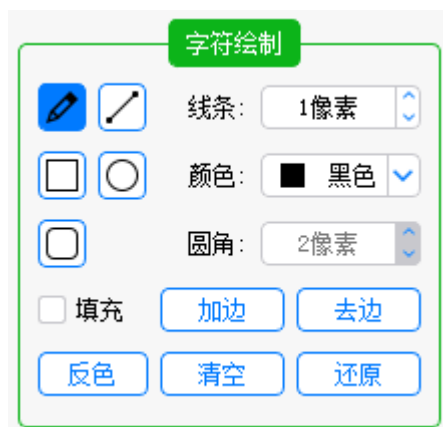 字符绘制
线条: 1像素
颜色: 黑色
圆角: 2像素
填充 加边 去边
反色 清空 还原